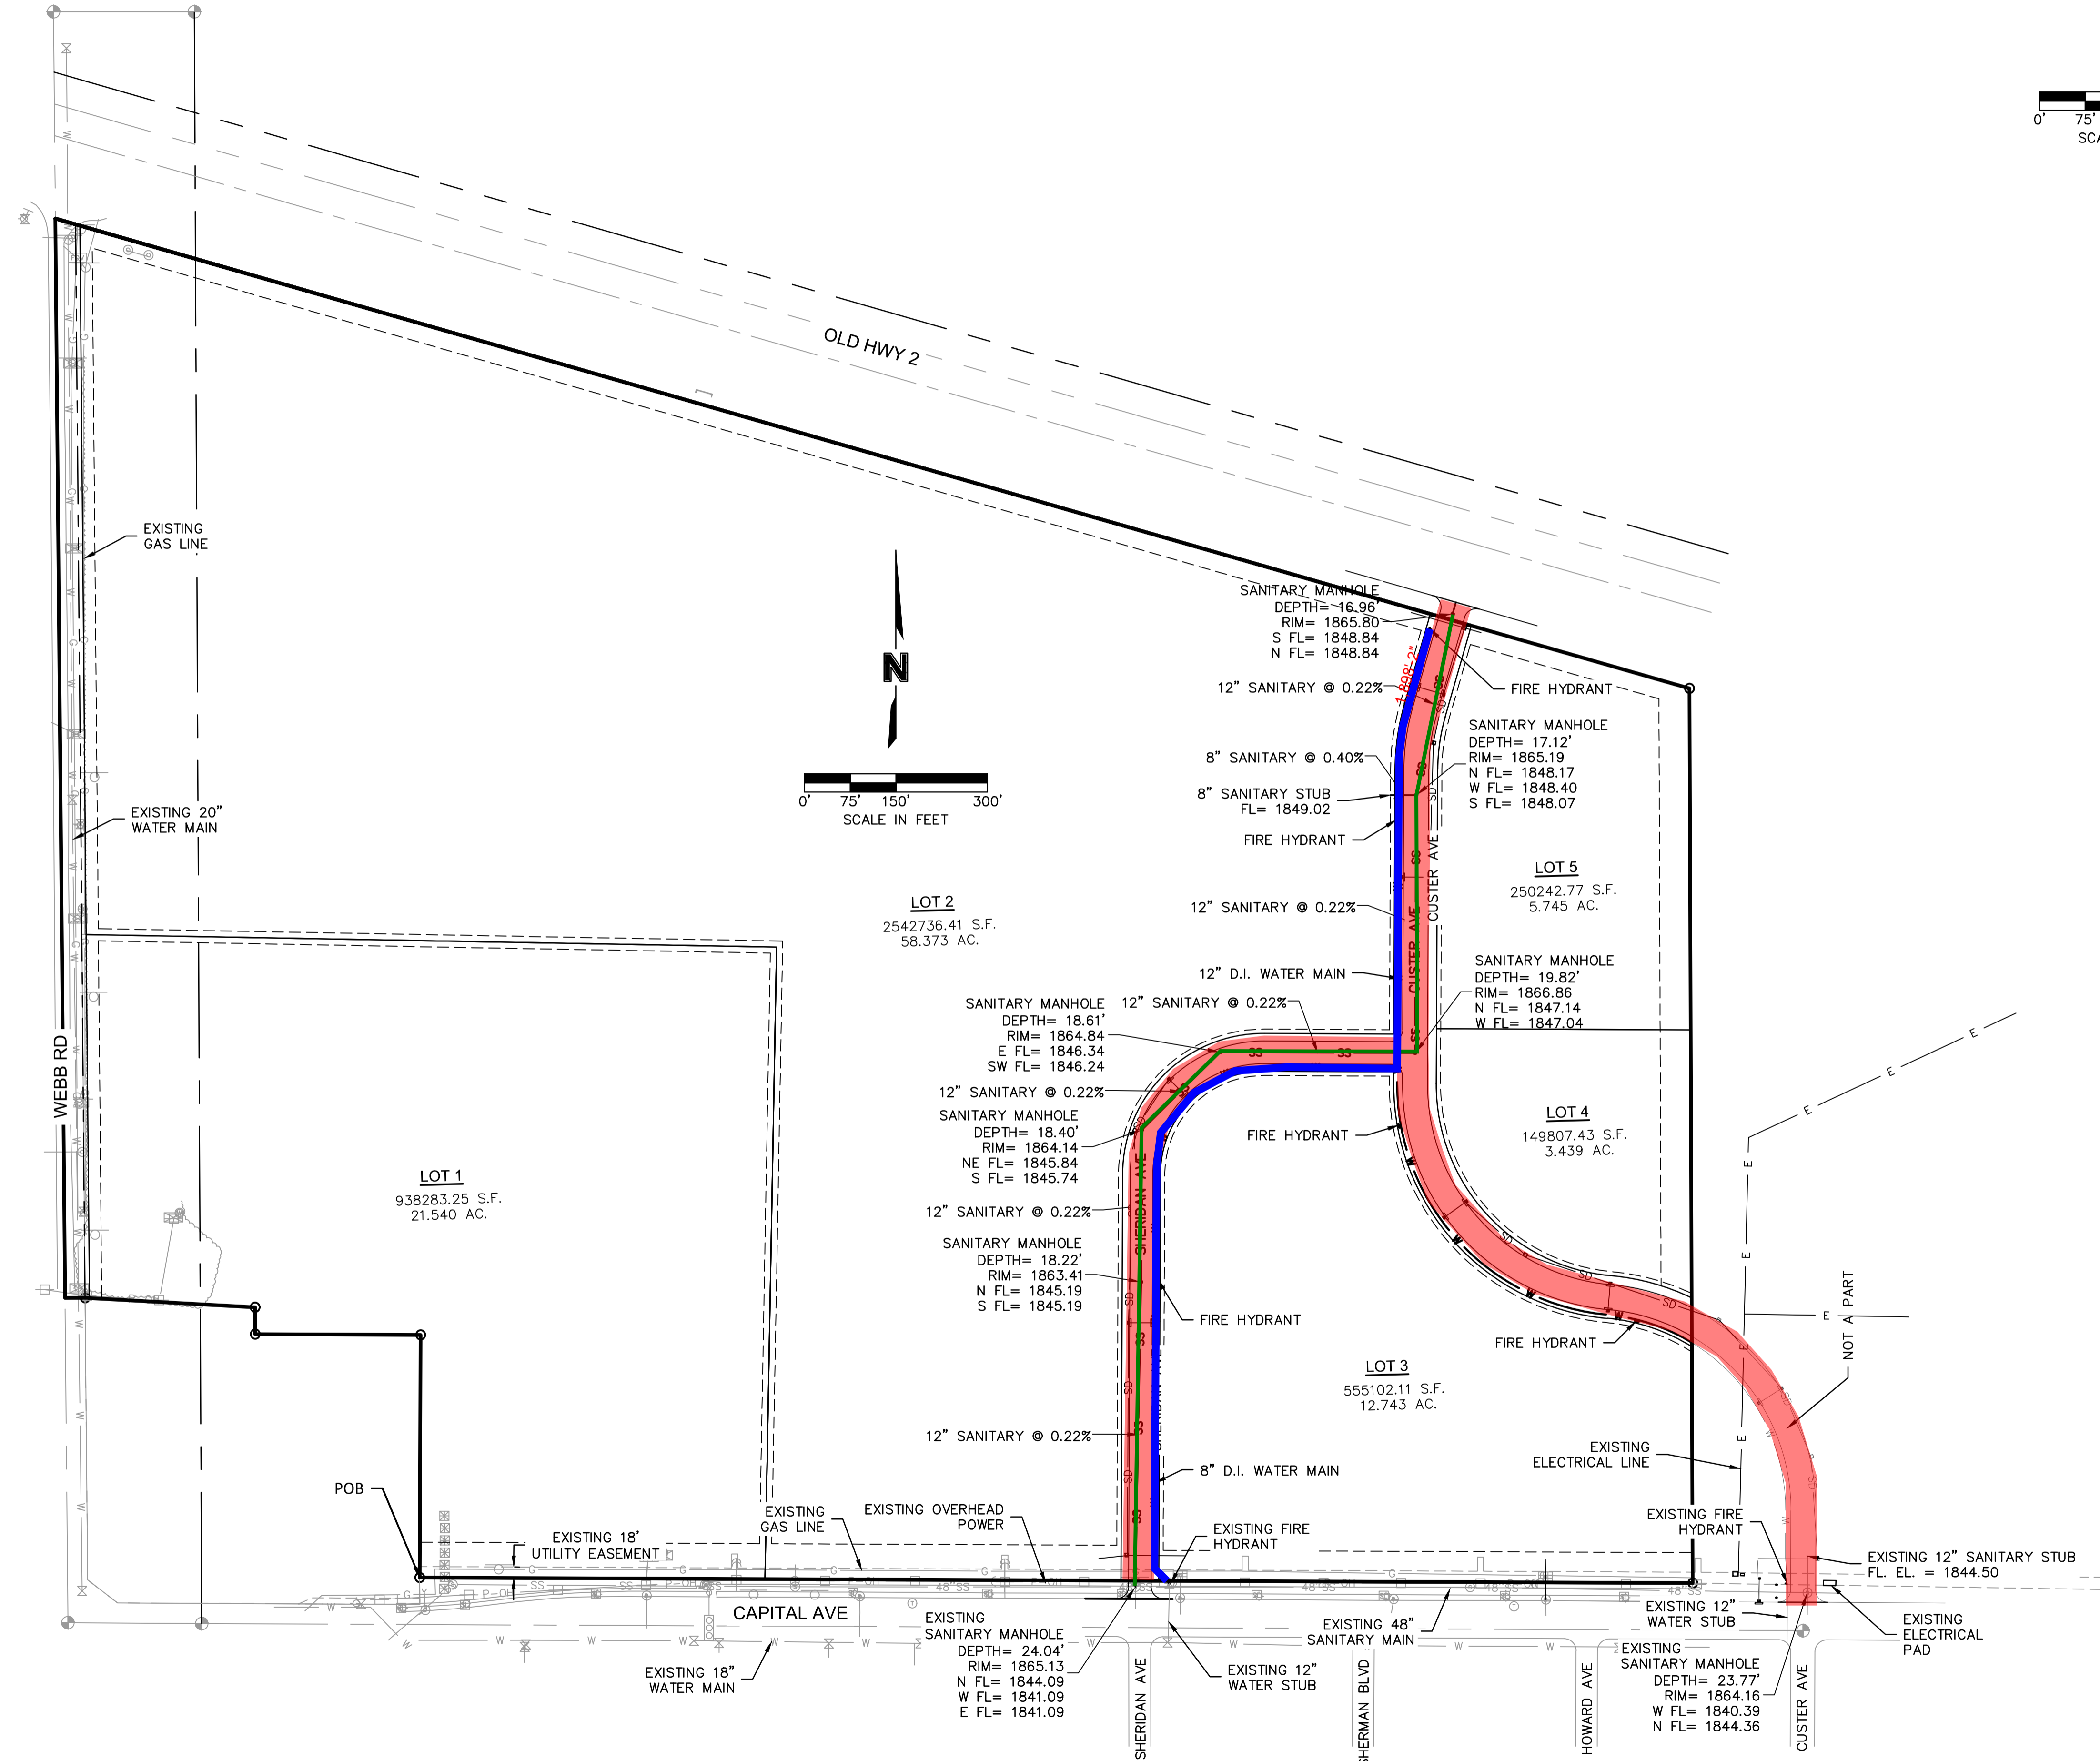 0' 75'
OLD HWY 2
EXISTING
GAS LINE
EXISTING 20"
WATER MAIN
WEBB RD
N
0' 75' 150' 300'
SCALE IN FEET
SANITARY MANHOLE
DEPTH= 16.96'
RIM= 1865.80
S FL= 1848.84
N FL= 1848.84
12" SANITARY @ 0.22%
FIRE HYDRANT
8" SANITARY @ 0.40%
8" SANITARY STUB
FL= 1849.02
FIRE HYDRANT
SANITARY MANHOLE
DEPTH= 17.12'
RIM= 1865.19
N FL= 1848.17
W FL= 1848.40
S FL= 1848.07
12" SANITARY @ 0.22%
CUSTER AVE
CUSTER AVE
12" D.I. WATER MAIN
LOT 5
250242.77 S.F.
5.745 AC.
LOT 2
2542736.41 S.F.
58.373 AC.
SANITARY MANHOLE
DEPTH= 19.82'
RIM= 1866.86
N FL= 1847.14
W FL= 1847.04
SANITARY MANHOLE
DEPTH= 18.61'
RIM= 1864.84
E FL= 1846.34
SW FL= 1846.24
12" SANITARY @ 0.22%
12" SANITARY @ 0.22%
SANITARY MANHOLE
DEPTH= 18.40'
RIM= 1864.14
NE FL= 1845.84
S FL= 1845.74
FIRE HYDRANT
LOT 4
149807.43 S.F.
3.439 AC.
LOT 1
938283.25 S.F.
21.540 AC.
12" SANITARY @ 0.22%
SHERIDAN AVE
SANITARY MANHOLE
DEPTH= 18.22'
RIM= 1863.41
N FL= 1845.19
S FL= 1845.19
FIRE HYDRANT
SHERIDAN AVE
FIRE HYDRANT
NOT A PART
LOT 3
555102.11 S.F.
12.743 AC.
12" SANITARY @ 0.22%
8" D.I. WATER MAIN
EXISTING
ELECTRICAL LINE
POB
EXISTING 18'
UTILITY EASEMENT
EXISTING
GAS LINE
EXISTING OVERHEAD
POWER
EXISTING FIRE
HYDRANT
EXISTING FIRE
HYDRANT
EXISTING 12" SANITARY STUB
FL. EL. = 1844.50
CAPITAL AVE
EXISTING 18"
WATER MAIN
EXISTING
SANITARY MANHOLE
DEPTH= 24.04'
RIM= 1865.13
N FL= 1844.09
W FL= 1841.09
E FL= 1841.09
EXISTING 12"
WATER STUB
EXISTING 48"
SANITARY MAIN
EXISTING 12"
WATER STUB
EXISTING
ELECTRICAL
PAD
EXISTING
SANITARY MANHOLE
DEPTH= 23.77'
RIM= 1864.16
W FL= 1840.39
N FL= 1844.36
SHERIDAN AVE
SHERMAN BLVD
HOWARD AVE
CUSTER AVE